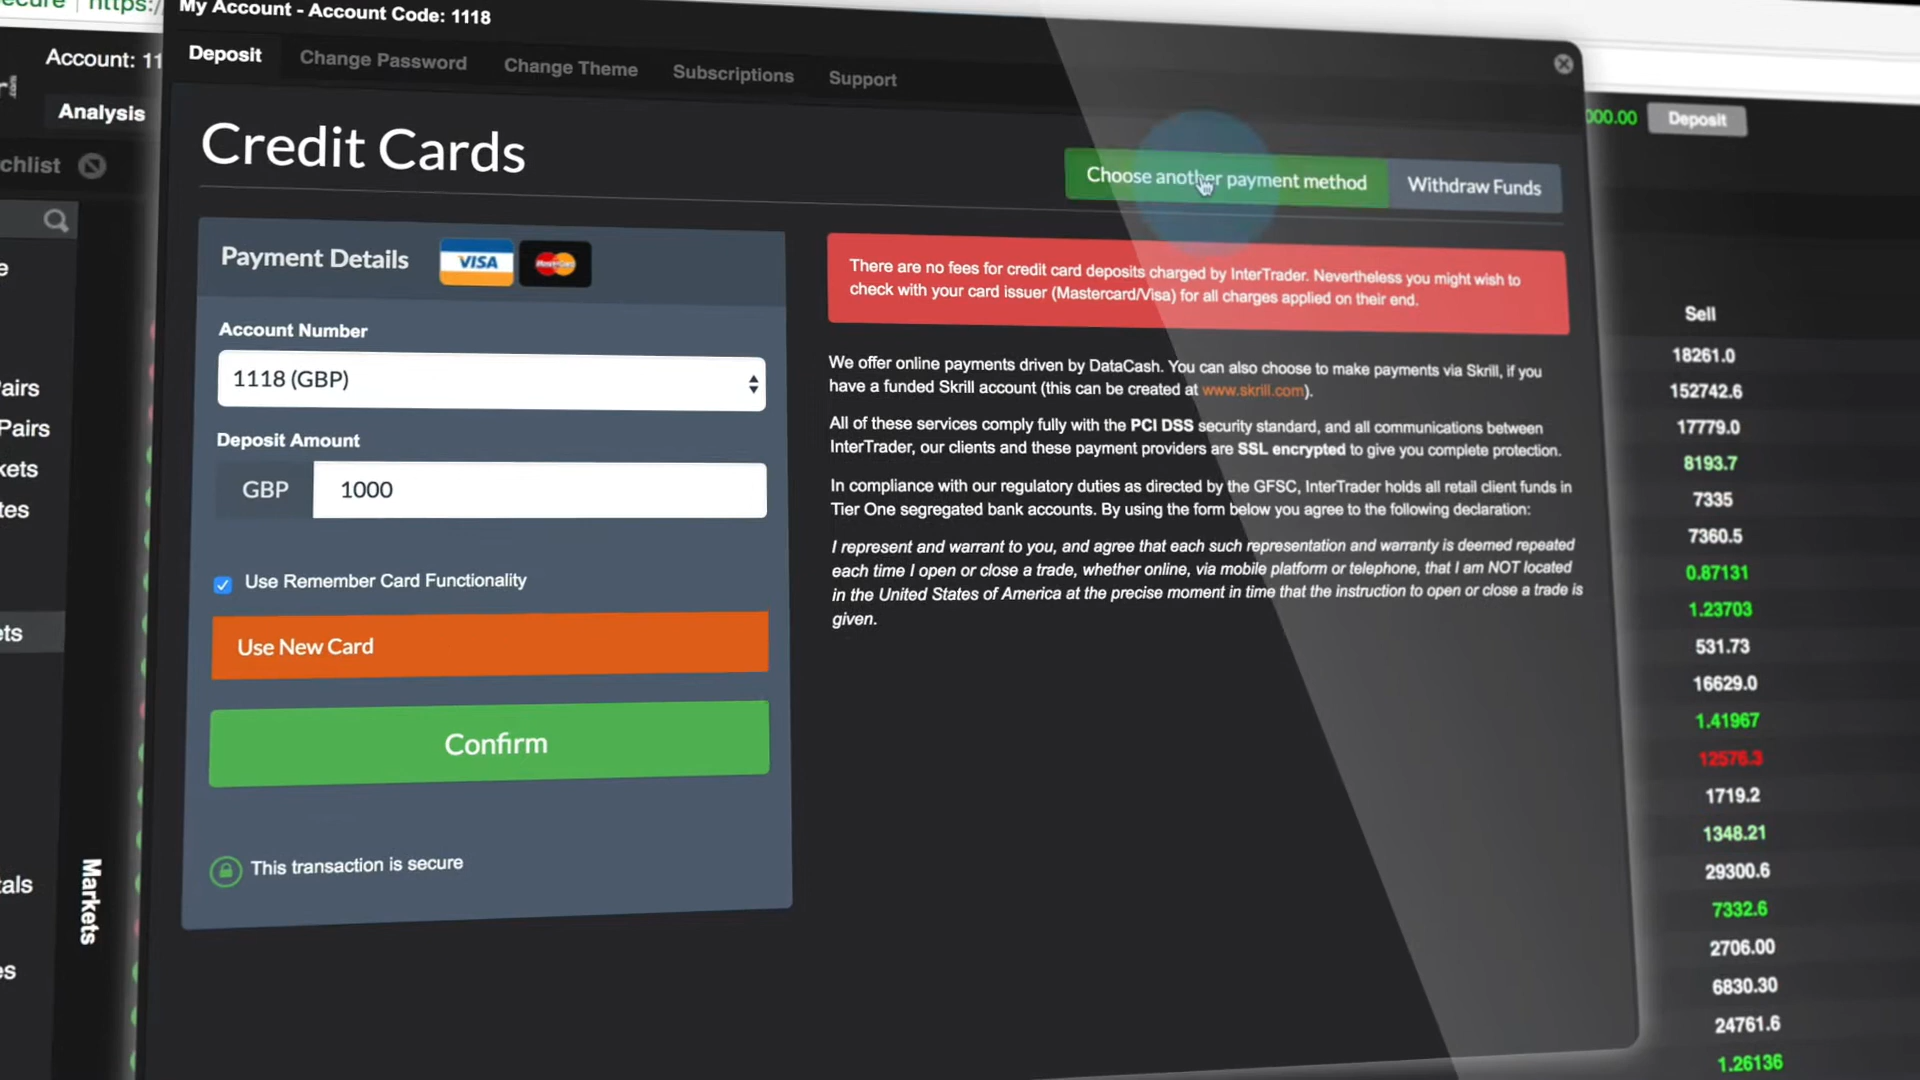 https:/
My Account - Account Code: 1118
Account: 11
Deposit
Change Password
Change Theme
Subscriptions
Support
Analysis
000.00
Deposit
Credit Cards
Choose another payment method
Withdraw Funds
Payment Details
VISA
MasterCard
There are no fees for credit card deposits charged by InterTrader. Nevertheless you might wish to
check with your card issuer (Mastercard/Visa) for all charges applied on their end.
Account Number
1118 (GBP)
We offer online payments driven by DataCash. You can also choose to make payments via Skrill, if you
have a funded Skrill account (this can be created at www.skrill.com).
Deposit Amount
GBP
1000
All of these services comply fully with the PCI DSS security standard, and all communications between
InterTrader, our clients and these payment providers are SSL encrypted to give you complete protection.
In compliance with our regulatory duties as directed by the GFSC, InterTrader holds all retail client funds in
Tier One segregated bank accounts. By using the form below you agree to the following declaration:
I represent and warrant to you, and agree that each such representation and warranty is deemed repeated
each time I open or close a trade, whether online, via mobile platform or telephone, that I am NOT located
in the United States of America at the precise moment in time that the instruction to open or close a trade is
given.
Use Remember Card Functionality
Use New Card
Confirm
This transaction is secure
Markets
Sell
18261.0
152742.6
17779.0
8193.7
7335
7360.5
0.87131
1.23703
531.73
16629.0
1.41967
12576.3
1719.2
1348.21
29300.6
7332.6
2706.00
6830.30
24761.6
1.26136